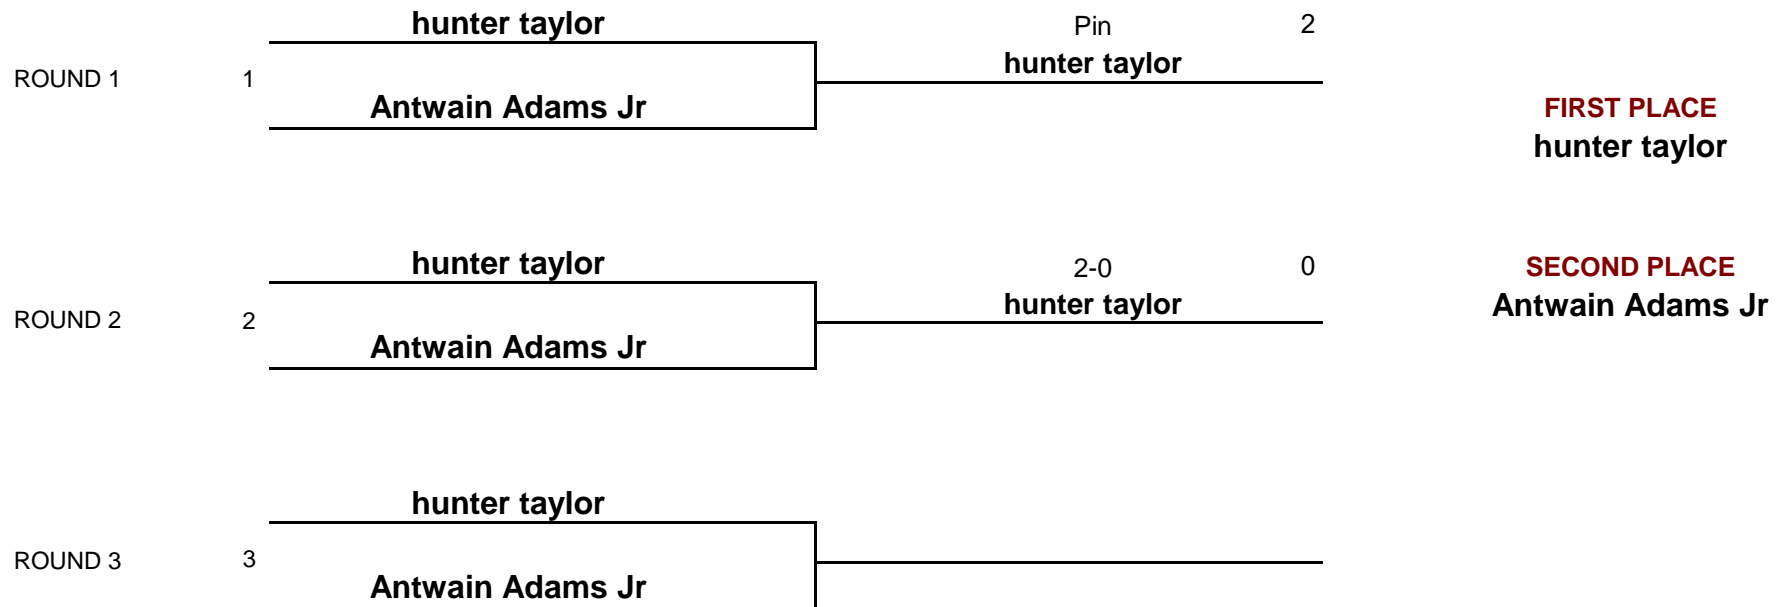 hunter taylor
Pin 2
hunter taylor
ROUND 1 1
Antwain Adams Jr
FIRST PLACE
hunter taylor
hunter taylor
2-0 0
SECOND PLACE
hunter taylor
Antwain Adams Jr
ROUND 2 2
Antwain Adams Jr
hunter taylor
ROUND 3 3
Antwain Adams Jr